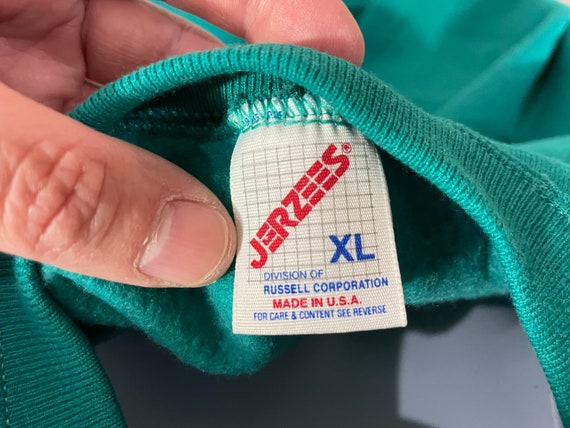 JERZEES®
XL
DIVISION OF
RUSSELL CORPORATION
MADE IN U.S.A.
FOR CARE & CONTENT SEE REVERSE